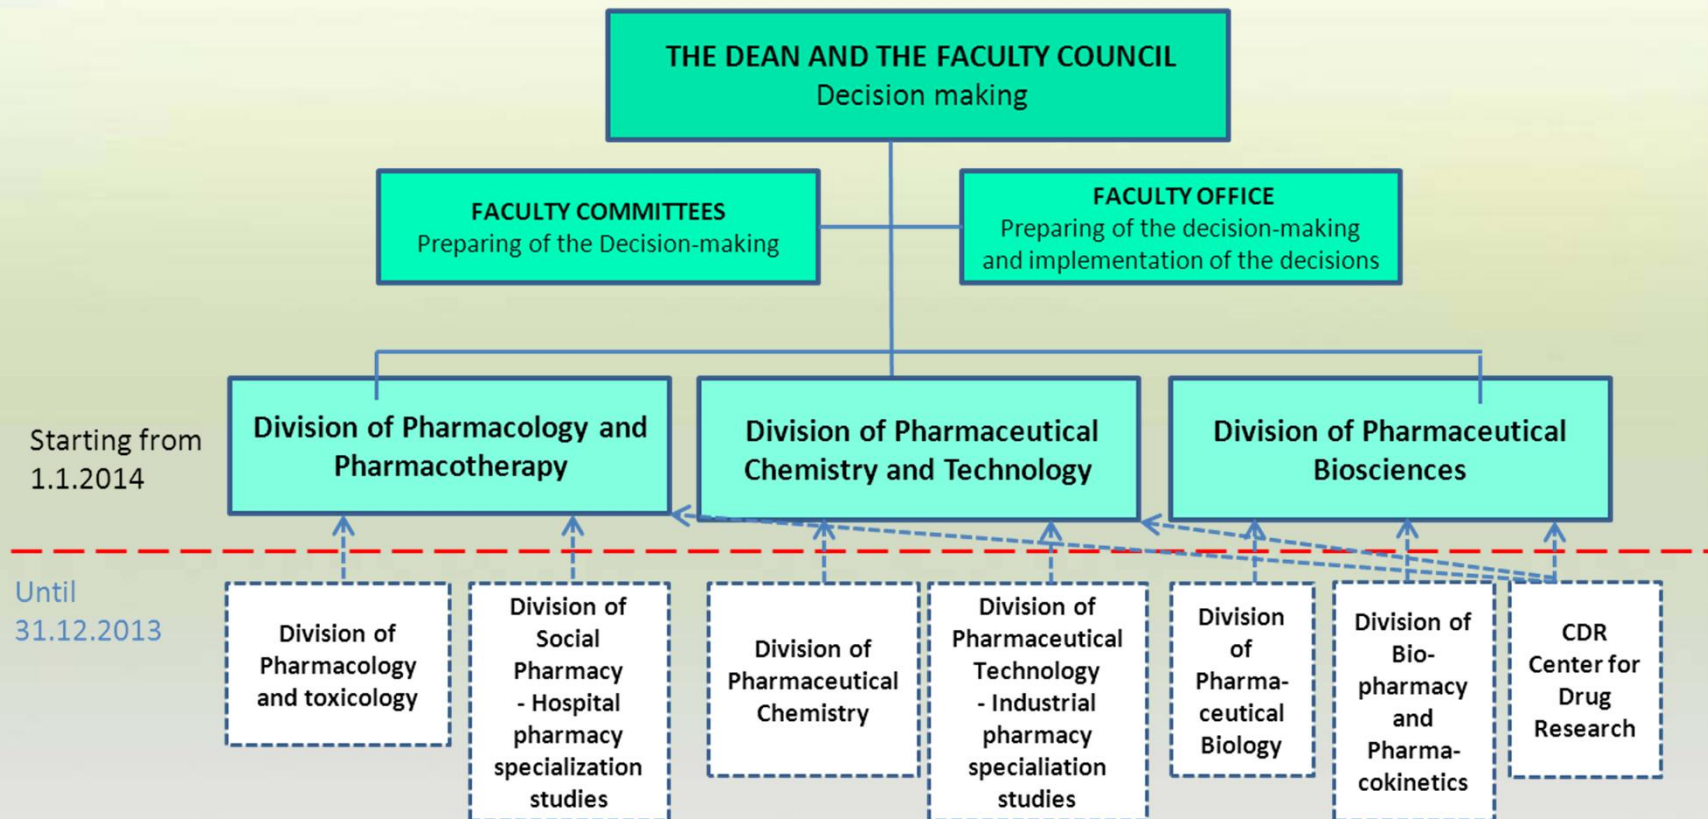 THE DEAN AND THE FACULTY COUNCIL
Decision making
FACULTY COMMITTEES
Preparing of the Decision-making
FACULTY OFFICE
Preparing of the decision-making
and implementation of the decisions
Starting from
1.1.2014
Division of Pharmacology and
Pharmacotherapy
Division of Pharmaceutical
Chemistry and Technology
Division of Pharmaceutical
Biosciences
Until
31.12.2013
Division of
Pharmacology
and toxicology
Division of
Social
Pharmacy
- Hospital
pharmacy
specialization
studies
Division of
Pharmaceutical
Chemistry
Division of
Pharmaceutical
Technology
- Industrial
pharmacy
specialiation
studies
Division
of
Pharma-
ceutical
Biology
Division of
Bio-
pharmacy
and
Pharma-
cokinetics
CDR
Center for
Drug
Research